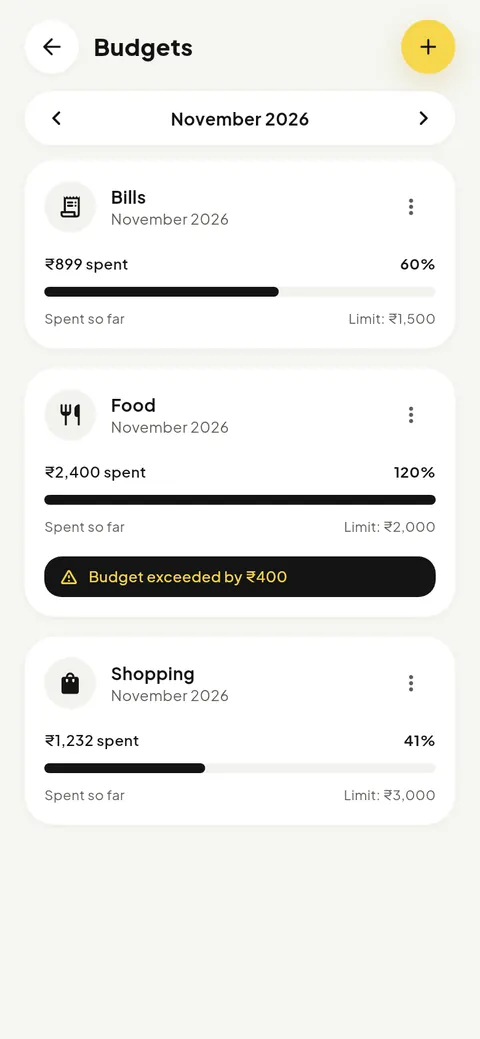 Budgets
November 2026
Bills
November 2026
₹899 spent 60%
Spent so far Limit: ₹1,500
Food
November 2026
₹2,400 spent 120%
Spent so far Limit: ₹2,000
Budget exceeded by ₹400
Shopping
November 2026
₹1,232 spent 41%
Spent so far Limit: ₹3,000